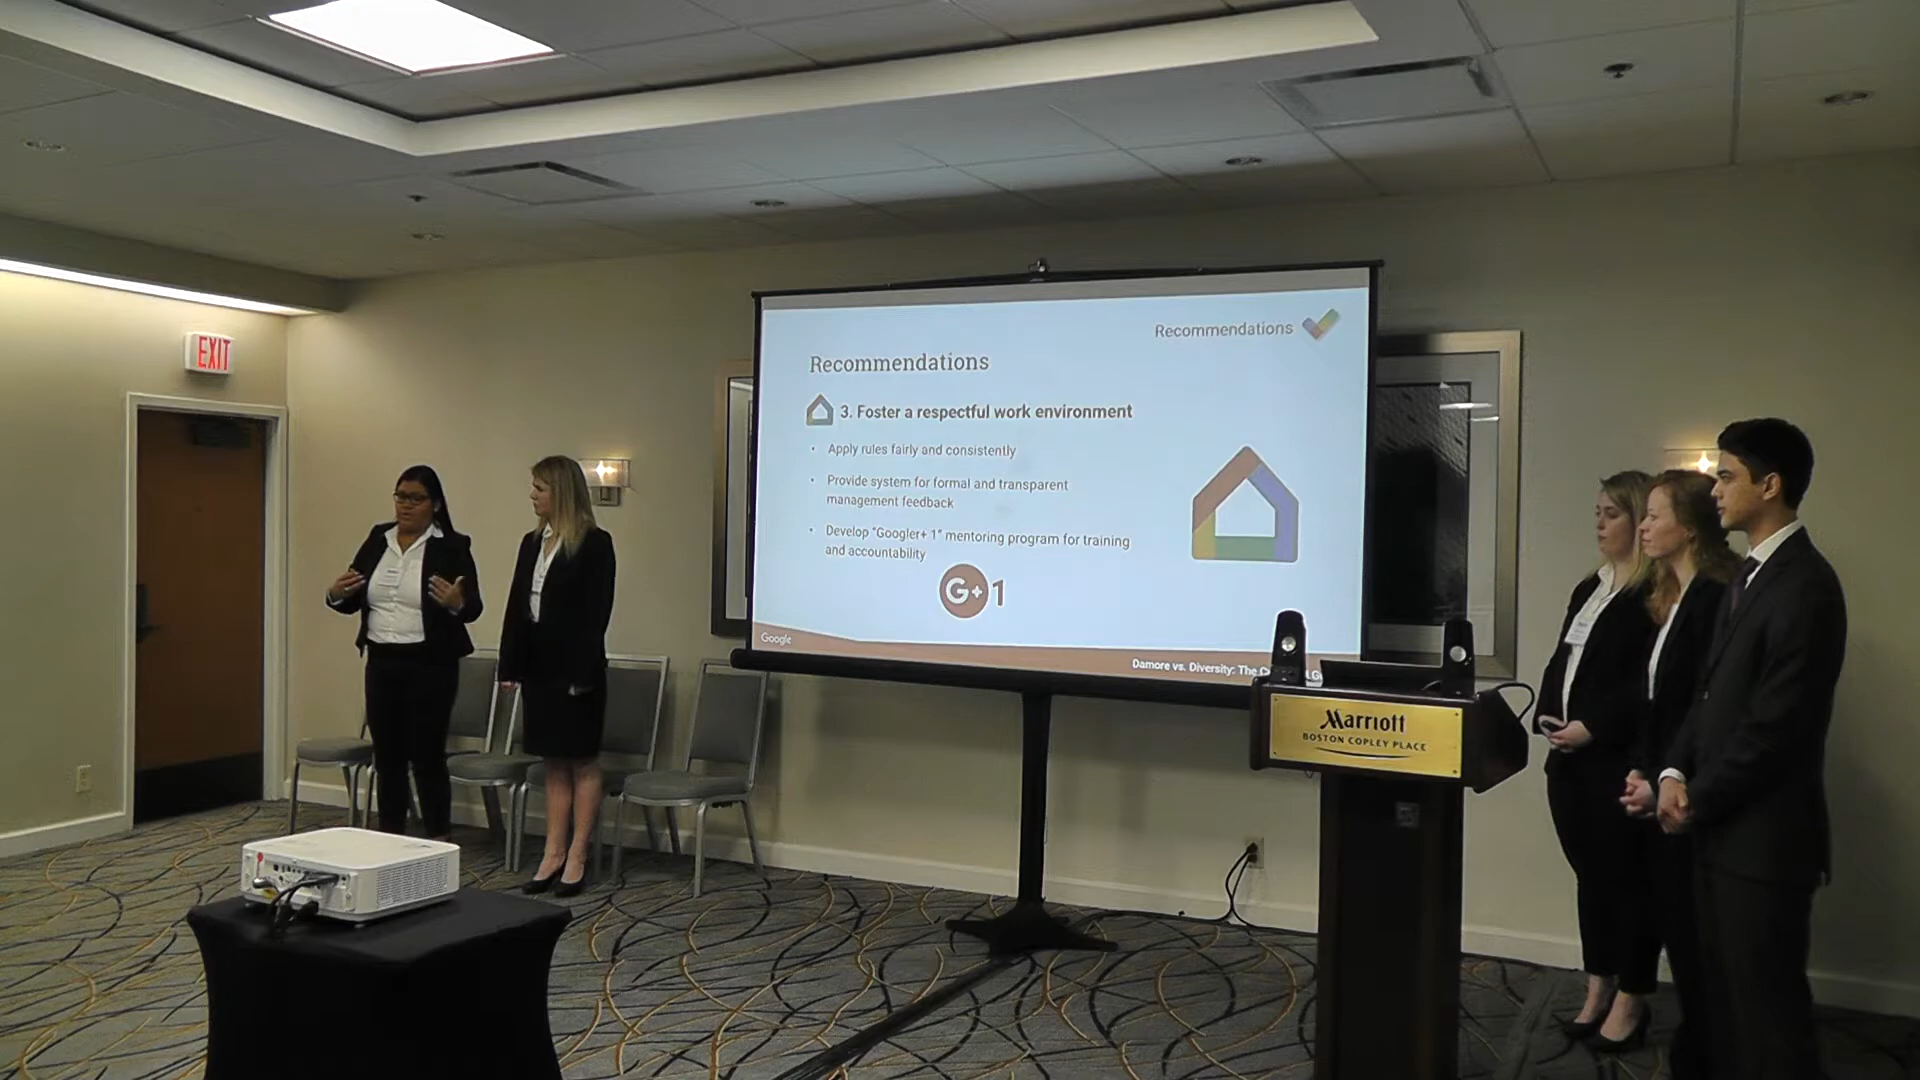 EXIT
Recommendations
Recommendations
3. Foster a respectful work environment
• Apply rules fairly and consistently
• Provide system for formal and transparent
management feedback
• Develop "Googler+ 1" mentoring program for training
and accountability
G+ 1
Google
Damore vs. Diversity: The
Marriott
BOSTON COPLEY PLACE